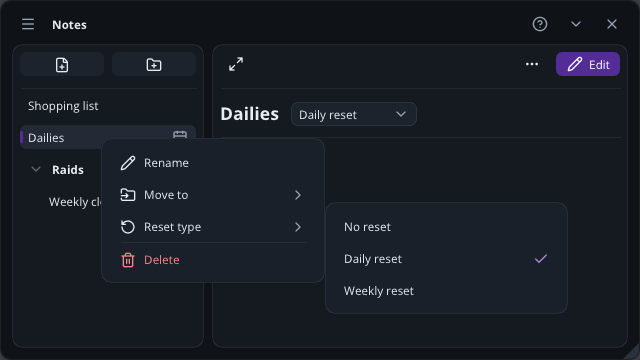 Notes
Edit
Shopping list
Dailies
Daily reset
Dailies
Raids
Weekly
Rename
Move to
Reset type
Delete
No reset
Daily reset
Weekly reset